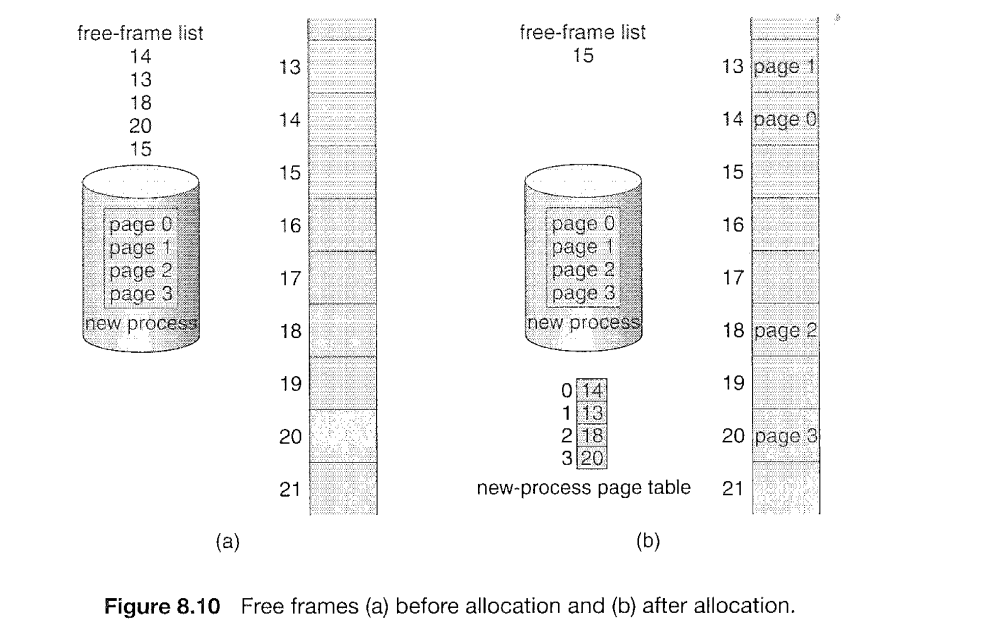 free-frame list
14
13
18
20
15
page 0
page 1
page 2
page 3
new process
13
14
15
16
17
18
19
20
21
(a)
free-frame list
15
page 0
page 1
page 2
page 3
new process
0 14
1 13
2 18
3 20
new-process page table
13 page 1
14 page 0
15
16
17
18 page 2
19
20 page 3
21
(b)
Figure 8.10 Free frames (a) before allocation and (b) after allocation.